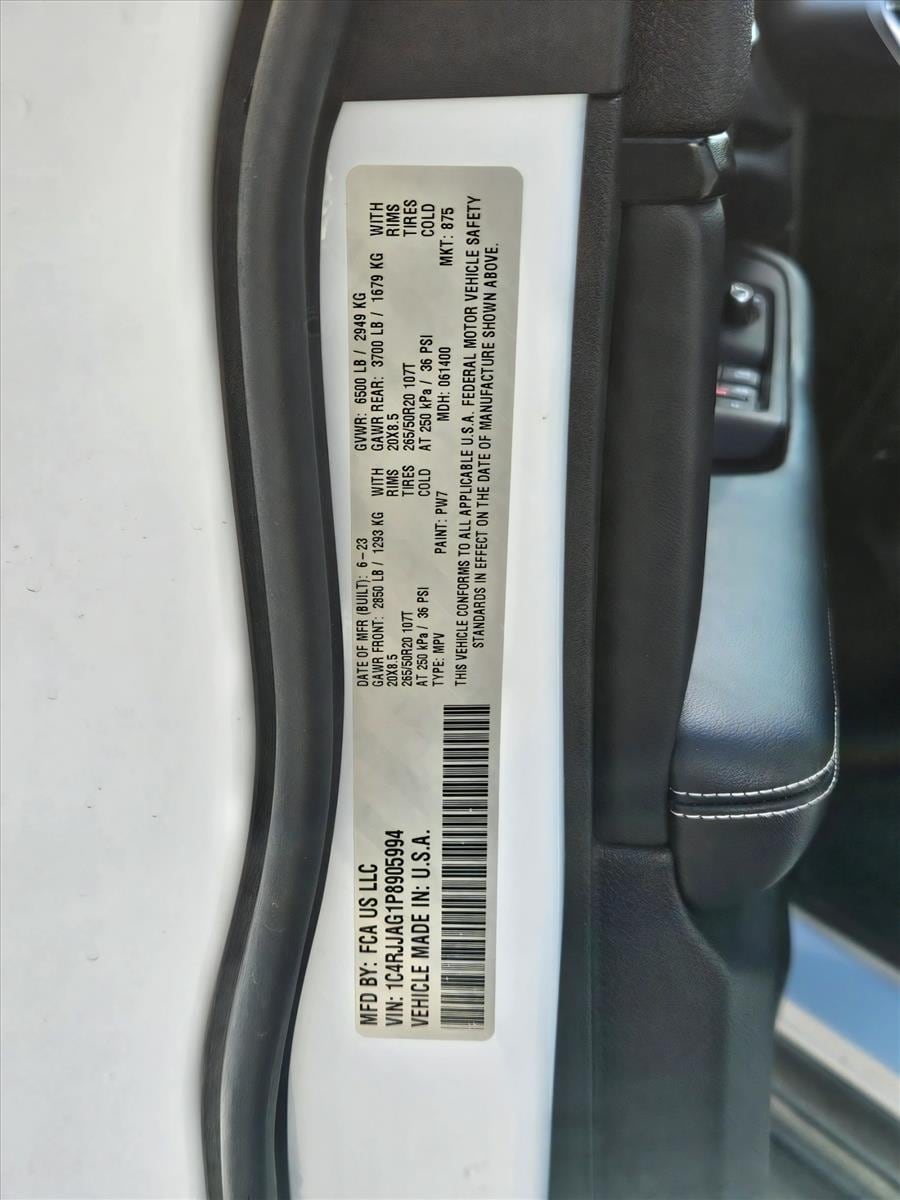 MFD BY: FCA US LLC
VIN: 1C4RJJAG1P8905994
VEHICLE MADE IN: U.S.A.
DATE OF MFR (BUILT): 6-23 GVWR: 6500 LB / 2949 KG
GAWR FRONT: 2850 LB / 1293 KG WITH GAWR REAR: 3700 LB / 1679 KG WITH
20X8.5 RIMS 20X8.5 RIMS
265/50R20 107T TIRES 265/50R20 107T TIRES
AT 250 kPa / 36 PSI COLD AT 250 kPa / 36 PSI COLD
TYPE: MPV PAINT: PW7 MDH: 061400 MKT: 875
THIS VEHICLE CONFORMS TO ALL APPLICABLE U.S.A. FEDERAL MOTOR VEHICLE SAFETY
STANDARDS IN EFFECT ON THE DATE OF MANUFACTURE SHOWN ABOVE.